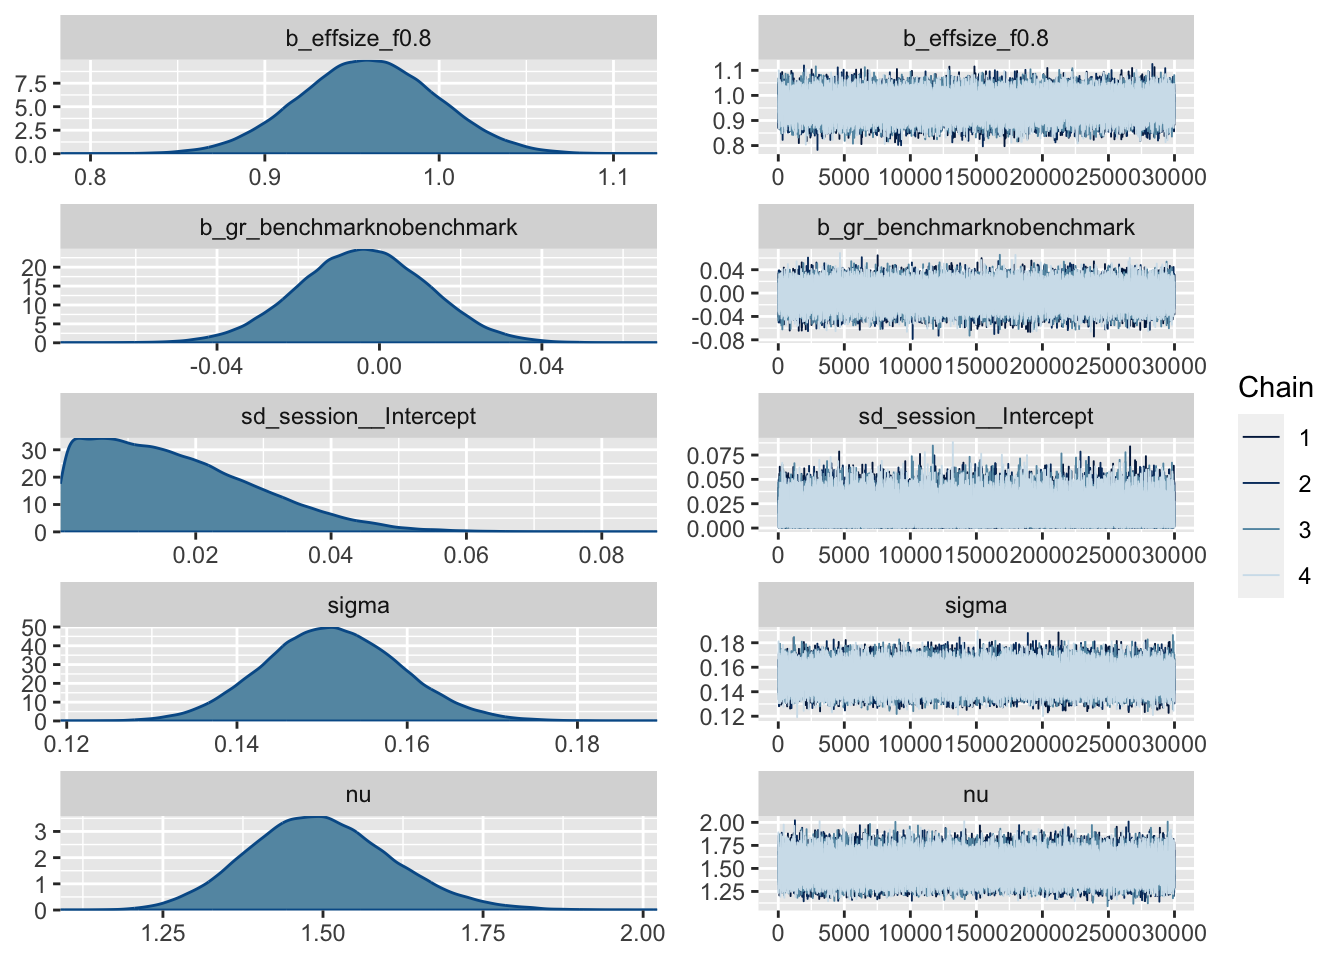 b_effsize_f0.8
7.5
5.0
2.5
0.0
0.8 0.9 1.0 1.1
b_effsize_f0.8
1.1
1.0
0.9
0.8
0 5000 10000 15000 20000 25000 30000
b_gr_benchmarknobenchmark
20
15
10
5
0
-0.04 0.00 0.04
b_gr_benchmarknobenchmark
0.04
0.00
-0.04
-0.08
0 5000 10000 15000 20000 25000 30000
sd_session__Intercept
30
20
10
0
0.02 0.04 0.06 0.08
sd_session__Intercept
0.075
0.050
0.025
0.000
0 5000 10000 15000 20000 25000 30000
sigma
50
40
30
20
10
0
0.12 0.14 0.16 0.18
sigma
0.18
0.16
0.14
0.12
0 5000 10000 15000 20000 25000 30000
nu
3
2
1
0
1.25 1.50 1.75 2.00
nu
2.00
1.75
1.50
1.25
0 5000 10000 15000 20000 25000 30000
Chain
1
2
3
4